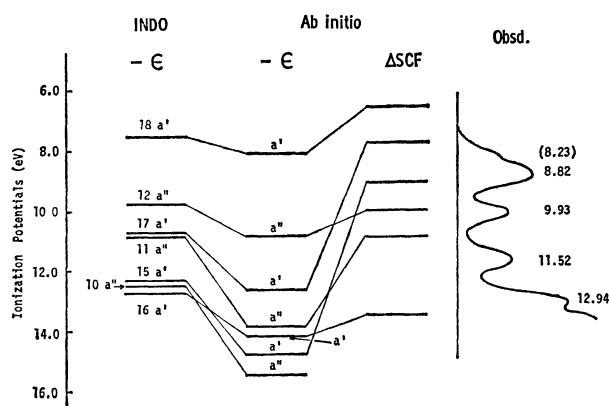 INDO
Ab initio
Obsd.
- ε
- ε
ΔSCF
Ionization Potentials (eV)
6.0
8.0
10 0
12.0
14.0
16.0
18 a'
12 a"
17 a'
11 a"
15 a'
10 a"
16 a'
a'
a"
a'
a"
a'
a'
a"
(8.23)
8.82
9.93
11.52
12.94